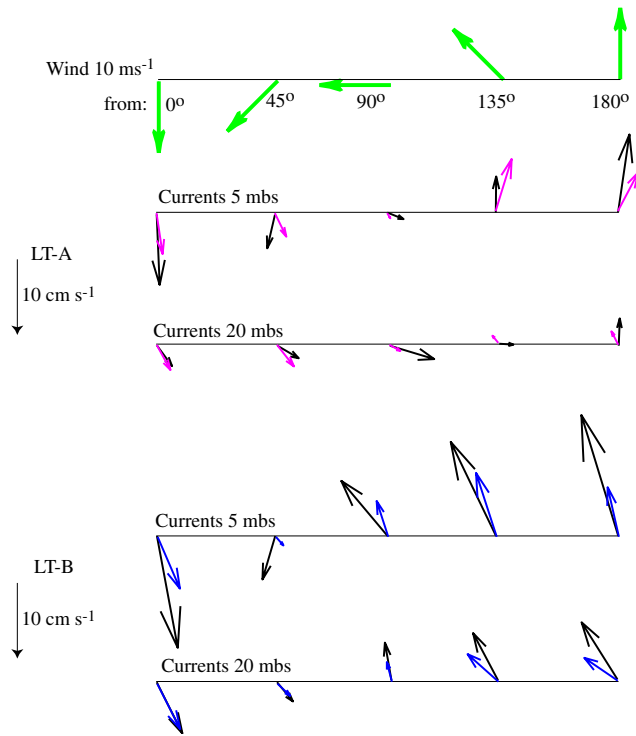 Wind 10 ms-1
from: 0o 45o 90o 135o 180o
Currents 5 mbs
LT-A
10 cm s-1
Currents 20 mbs
Currents 5 mbs
LT-B
10 cm s-1
Currents 20 mbs